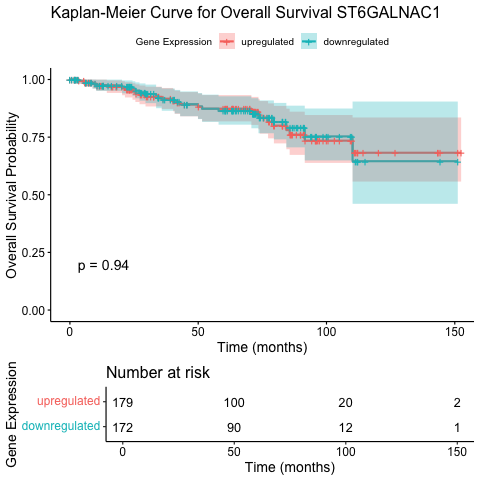 Kaplan-Meier Curve for Overall Survival ST6GALNAC1
Gene Expression upregulated downregulated
Overall Survival Probability
1.00
0.75
0.50
0.25
0.00
p = 0.94
0 50 100 150
Time (months)
Number at risk
Gene Expression
upregulated 179 100 20 2
downregulated 172 90 12 1
0 50 100 150
Time (months)